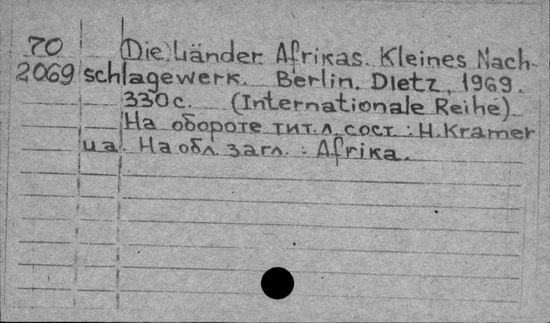 70 (Die) Länder Afrikas. Kleines Nach-
2069 schlagewerk. Berlin, Dietz, 1969.
330 с. (Internationale Reihe).
На обороте тит. л. сост.: H. Kramer
u a. На обл. загл.: Afrika.